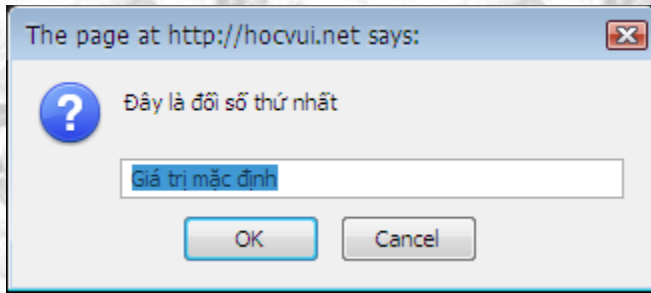 The page at http://hocvui.net says:
Đây là đối số thứ nhất
Giá trị mặc định
OK
Cancel